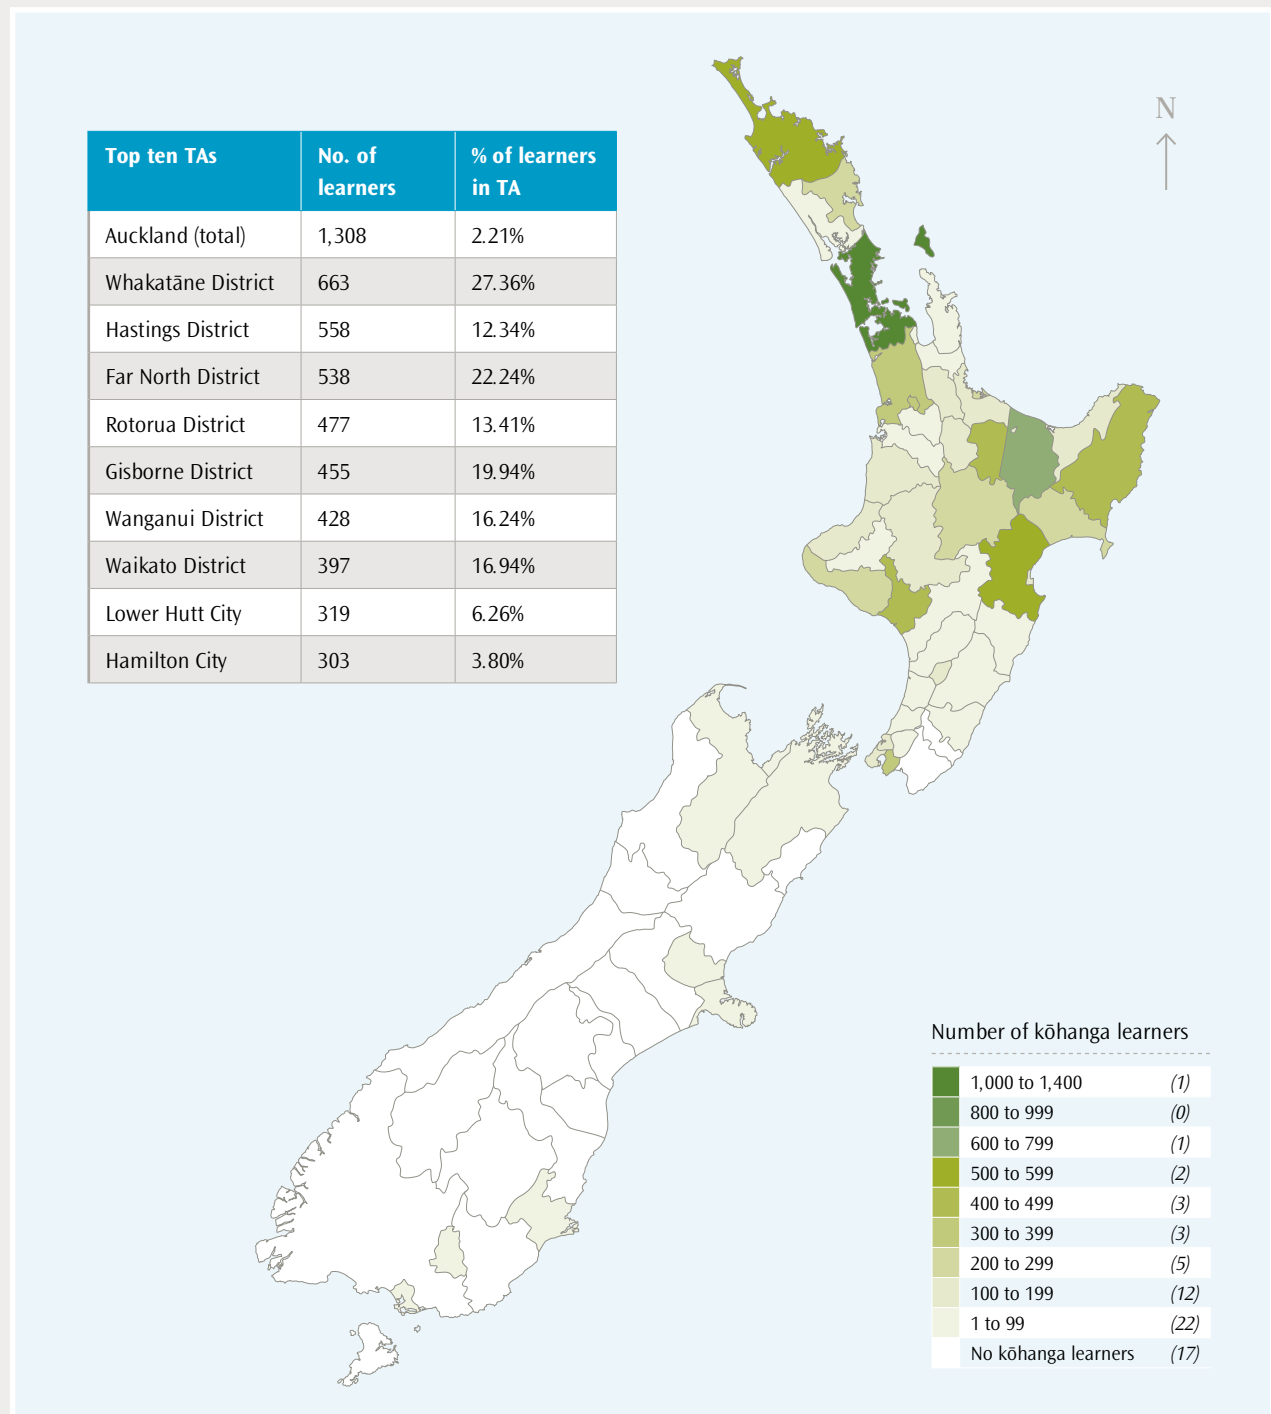 N
Top ten TAs No. of learners % of learners in TA
Auckland (total) 1,308 2.21%
Whakatāne District 663 27.36%
Hastings District 558 12.34%
Far North District 538 22.24%
Rotorua District 477 13.41%
Gisborne District 455 19.94%
Wanganui District 428 16.24%
Waikato District 397 16.94%
Lower Hutt City 319 6.26%
Hamilton City 303 3.80%
Number of kōhanga learners
1,000 to 1,400 (1)
800 to 999 (0)
600 to 799 (1)
500 to 599 (2)
400 to 499 (3)
300 to 399 (3)
200 to 299 (5)
100 to 199 (12)
1 to 99 (22)
No kōhanga learners (17)